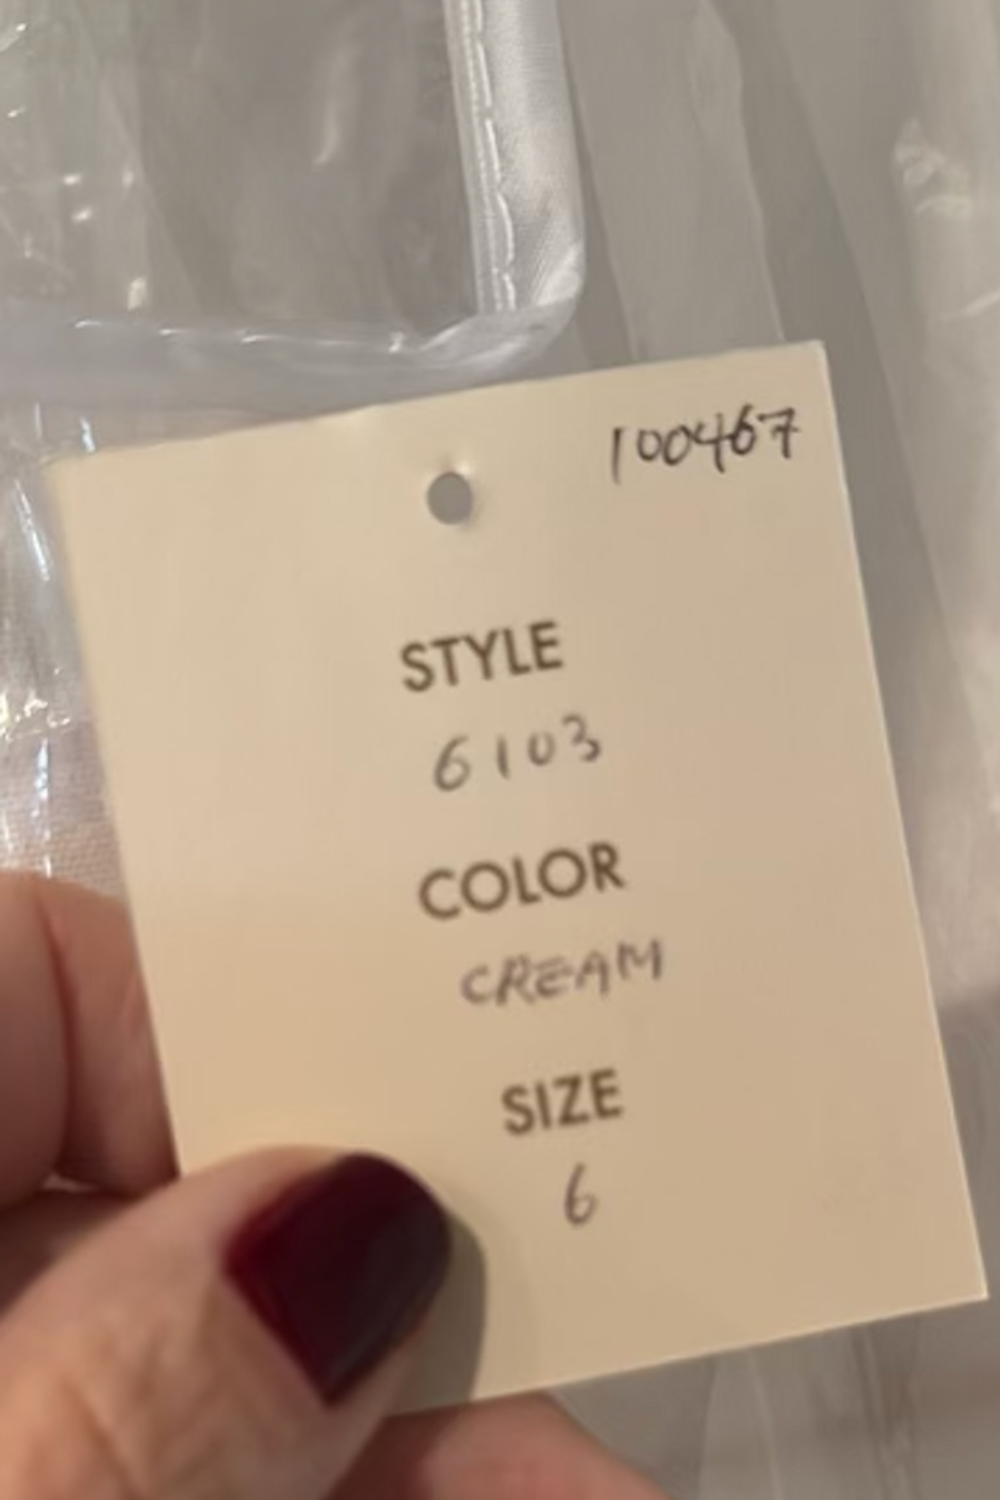 100467
STYLE
6103
COLOR
CREAM
SIZE
6